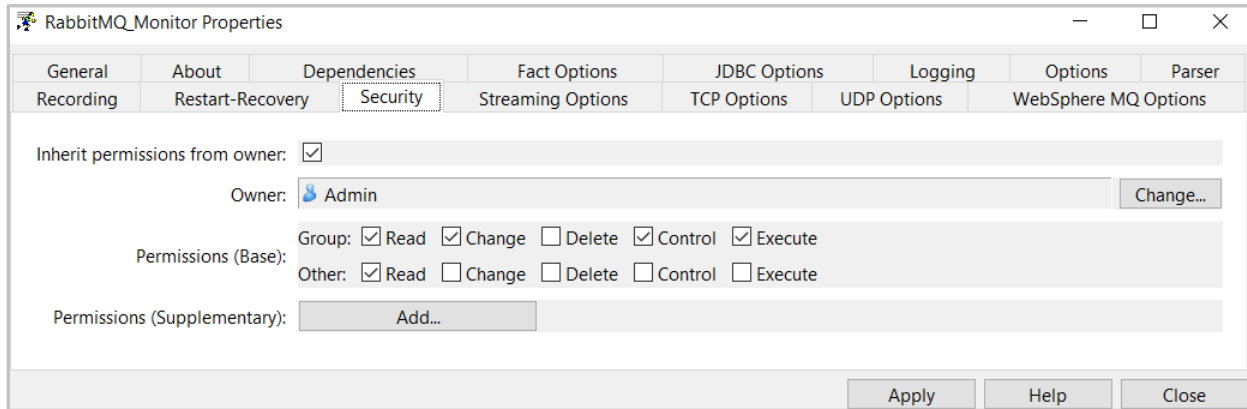 RabbitMQ_Monitor Properties
General About Dependencies Fact Options JDBC Options Logging Options Parser
Recording Restart-Recovery Security Streaming Options TCP Options UDP Options WebSphere MQ Options
Inherit permissions from owner:
Owner: Admin Change...
Permissions (Base):
Group: Read Change Delete Control Execute
Other: Read Change Delete Control Execute
Permissions (Supplementary): Add...
Apply Help Close